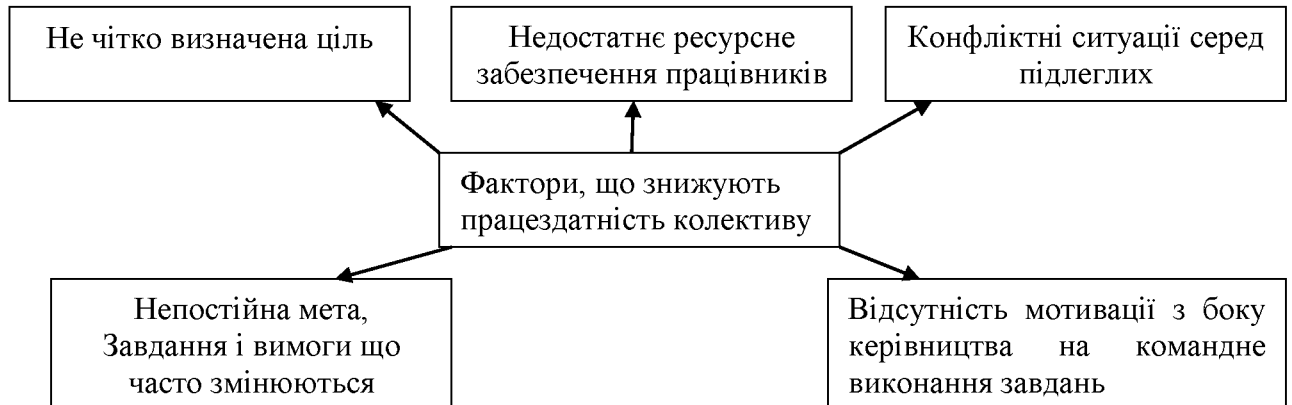 Не чітко визначена ціль
Недостатнє ресурсне
забезпечення працівників
Конфліктні ситуації серед
підлеглих
Фактори, що знижують
працездатність колективу
Непостійна мета,
Завдання і вимоги що
часто змінюються
Відсутність мотивації з боку
керівництва на командне
виконання завдань